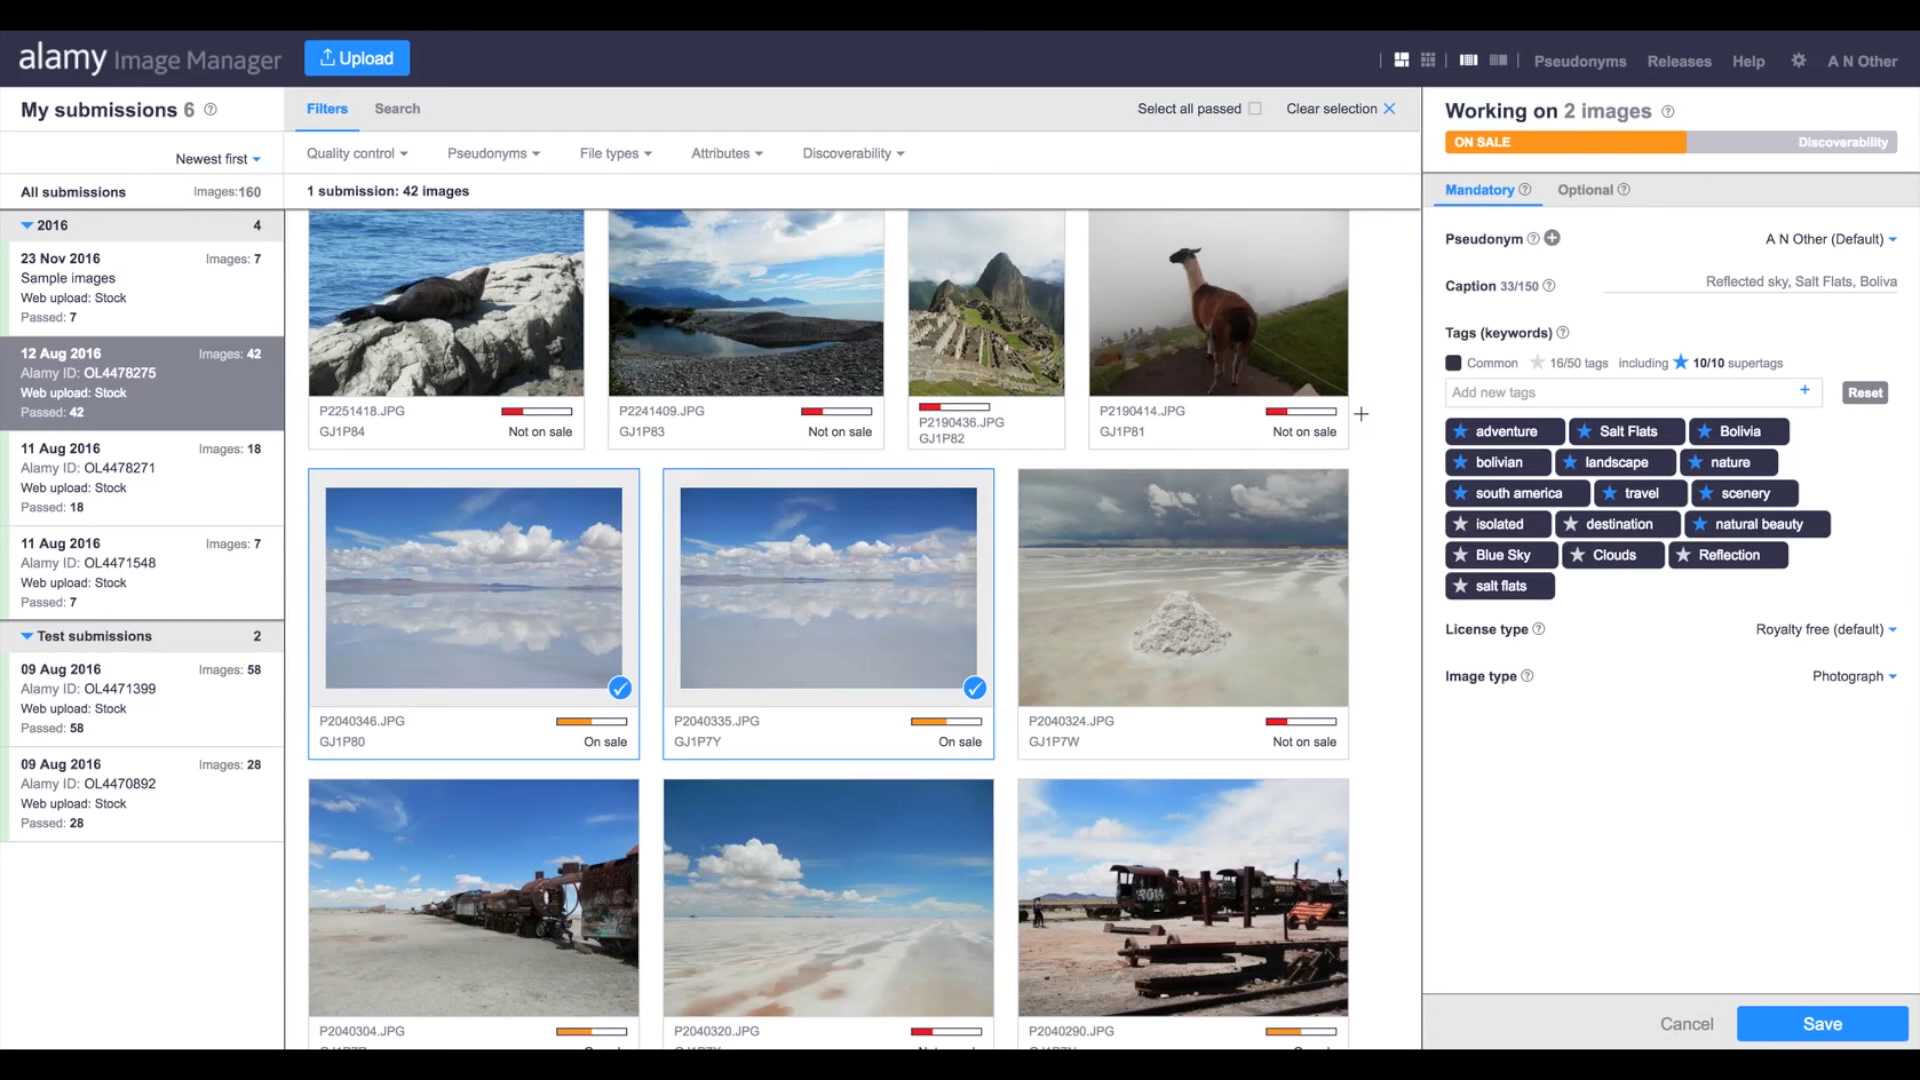 alamy Image Manager
Upload
Pseudonyms Releases Help A N Other
My submissions 6
Newest first
All submissions Images:160
2016 4
23 Nov 2016 Images: 7
Sample images
Web upload: Stock
Passed: 7
12 Aug 2016 Images: 42
Alamy ID: OL4478275
Web upload: Stock
Passed: 42
11 Aug 2016 Images: 18
Alamy ID: OL4478271
Web upload: Stock
Passed: 18
11 Aug 2016 Images: 7
Alamy ID: OL4471548
Web upload: Stock
Passed: 7
Test submissions 2
09 Aug 2016 Images: 58
Alamy ID: OL4471399
Web upload: Stock
Passed: 58
09 Aug 2016 Images: 28
Alamy ID: OL4470892
Web upload: Stock
Passed: 28
Filters Search Select all passed Clear selection
Quality control Pseudonyms File types Attributes Discoverability
1 submission: 42 images
P2251418.JPG
GJ1P84 Not on sale
P2241409.JPG
GJ1P83 Not on sale
P2190436.JPG
GJ1P82
P2190414.JPG
GJ1P81 Not on sale
P2040346.JPG
GJ1P80 On sale
P2040335.JPG
GJ1P7Y On sale
P2040324.JPG
GJ1P7W Not on sale
P2040304.JPG
P2040320.JPG
P2040290.JPG
Working on 2 images
ON SALE Discoverability
Mandatory Optional
Pseudonym A N Other (Default)
Caption 33/150 Reflected sky, Salt Flats, Boliva
Tags (keywords)
Common 16/50 tags including 10/10 supertags
Add new tags + Reset
adventure Salt Flats Bolivia
bolivian landscape nature
south america travel scenery
isolated destination natural beauty
Blue Sky Clouds Reflection
salt flats
License type Royalty free (default)
Image type Photograph
Cancel Save